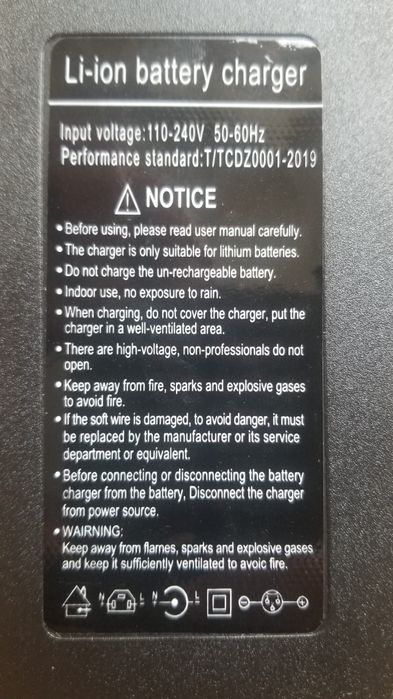 Li-ion battery charger
Input voltage:110-240V 50-60Hz
Performance standard:T/TCDZ0001-2019
NOTICE
•Before using, please read user manual carefully.
•The charger is only suitable for lithium batteries.
•Do not charge the un-rechargeable battery.
•Indoor use, no exposure to rain.
•When charging, do not cover the charger, put the
charger in a well-ventilated area.
•There are high-voltage, non-professionals do not
open.
•Keep away from fire, sparks and explosive gases
to avoid fire.
•If the soft wire is damaged, to avoid danger, it must
be replaced by the manufacturer or its service
department or equivalent.
•Before connecting or disconnecting the battery
charger from the battery, Disconnect the charger
from power source.
•WAIRNING:
Keep away from flames, sparks and explosive gases
and keep it sufficiently ventilated to avoic fire.
N L N L